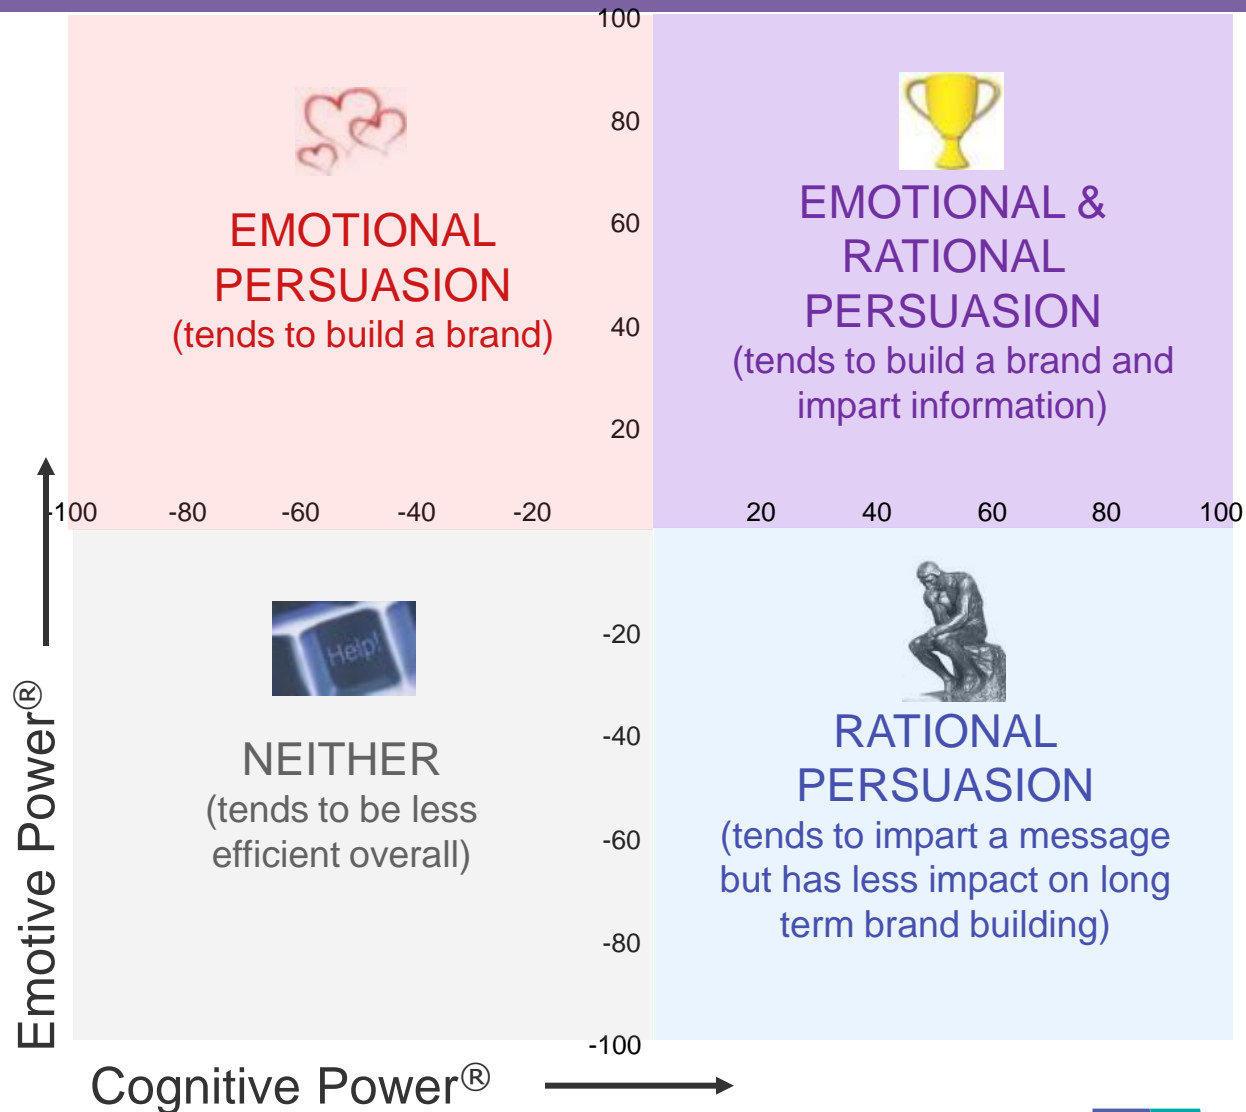 100
80
60
40
20
EMOTIONAL
PERSUASION
(tends to build a brand)
EMOTIONAL &
RATIONAL
PERSUASION
(tends to build a brand and
impart information)
-100 -80 -60 -40 -20 20 40 60 80 100
Help!
NEITHER
(tends to be less
efficient overall)
-20
-40
-60
-80
-100
RATIONAL
PERSUASION
(tends to impart a message
but has less impact on long
term brand building)
Emotive Power®
Cognitive Power®